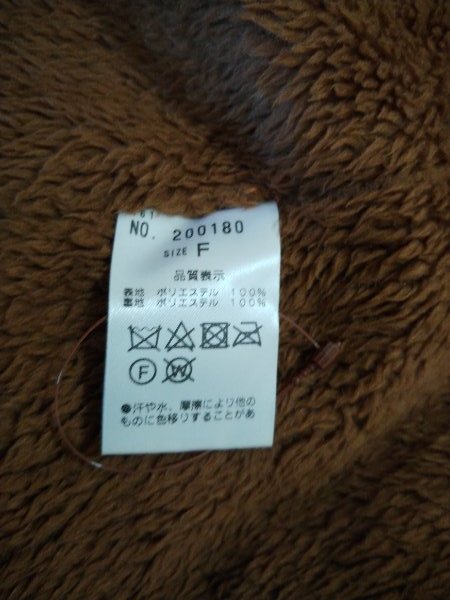 NO. 200180
SIZE F
品質表示
表地 ポリエステル 100%
裏地 ポリエステル 100%
F W
●汗や水、摩擦により他の
ものに色移りすることがあ